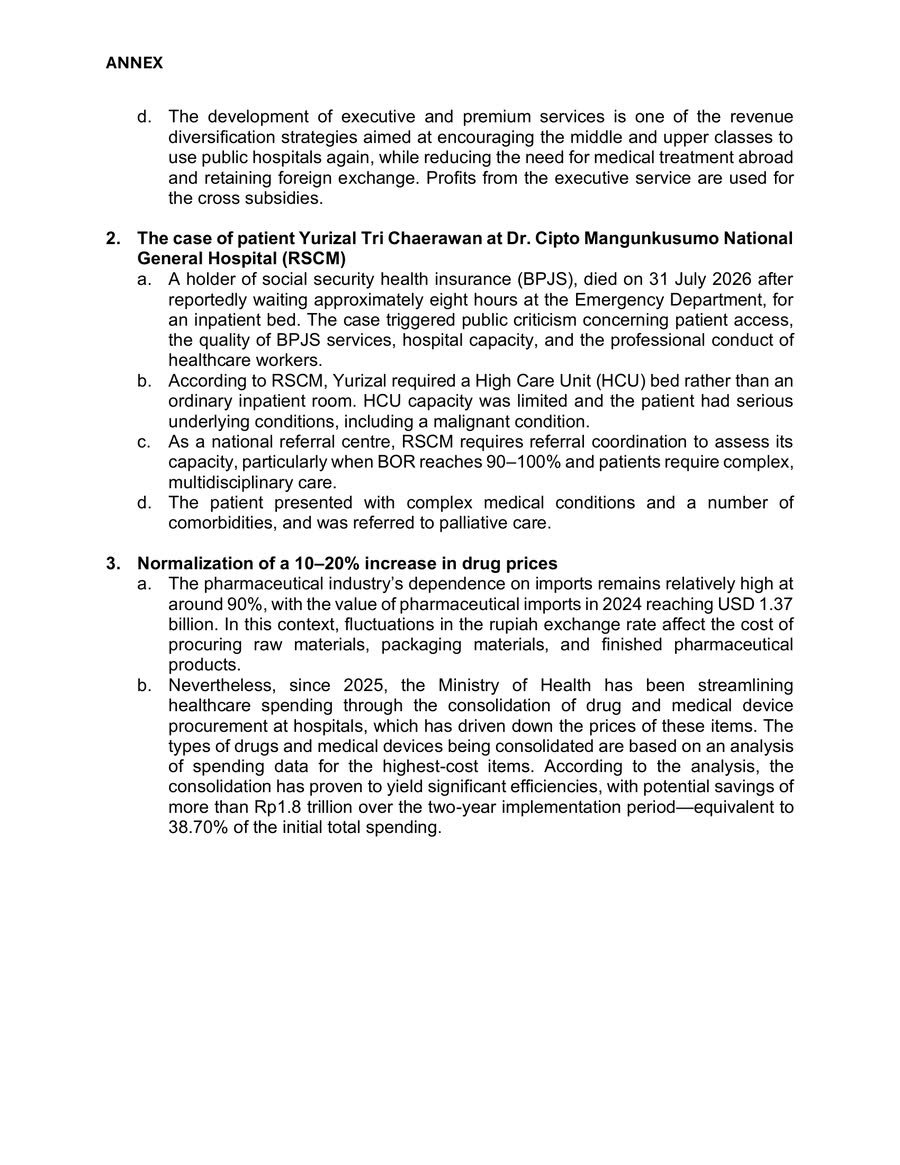 ANNEX
d. The development of executive and premium services is one of the revenue
diversification strategies aimed at encouraging the middle and upper classes to
use public hospitals again, while reducing the need for medical treatment abroad
and retaining foreign exchange. Profits from the executive service are used for
the cross subsidies.
2. The case of patient Yurizal Tri Chaerawan at Dr. Cipto Mangunkusumo National
General Hospital (RSCM)
a. A holder of social security health insurance (BPJS), died on 31 July 2026 after
reportedly waiting approximately eight hours at the Emergency Department, for
an inpatient bed. The case triggered public criticism concerning patient access,
the quality of BPJS services, hospital capacity, and the professional conduct of
healthcare workers.
b. According to RSCM, Yurizal required a High Care Unit (HCU) bed rather than an
ordinary inpatient room. HCU capacity was limited and the patient had serious
underlying conditions, including a malignant condition.
c. As a national referral centre, RSCM requires referral coordination to assess its
capacity, particularly when BOR reaches 90–100% and patients require complex,
multidisciplinary care.
d. The patient presented with complex medical conditions and a number of
comorbidities, and was referred to palliative care.
3. Normalization of a 10–20% increase in drug prices
a. The pharmaceutical industry’s dependence on imports remains relatively high at
around 90%, with the value of pharmaceutical imports in 2024 reaching USD 1.37
billion. In this context, fluctuations in the rupiah exchange rate affect the cost of
procuring raw materials, packaging materials, and finished pharmaceutical
products.
b. Nevertheless, since 2025, the Ministry of Health has been streamlining
healthcare spending through the consolidation of drug and medical device
procurement at hospitals, which has driven down the prices of these items. The
types of drugs and medical devices being consolidated are based on an analysis
of spending data for the highest-cost items. According to the analysis, the
consolidation has proven to yield significant efficiencies, with potential savings of
more than Rp1.8 trillion over the two-year implementation period—equivalent to
38.70% of the initial total spending.